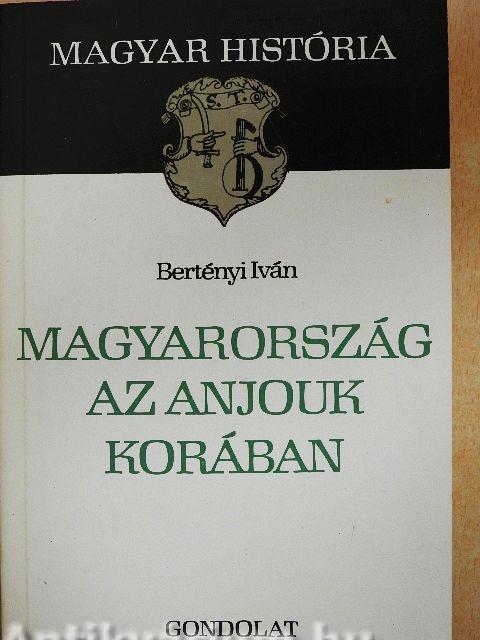 MAGYAR HISTÓRIA
S. T.
Bertényi Iván
MAGYARORSZÁG
AZ ANJOUK
KORÁBAN
GONDOLAT